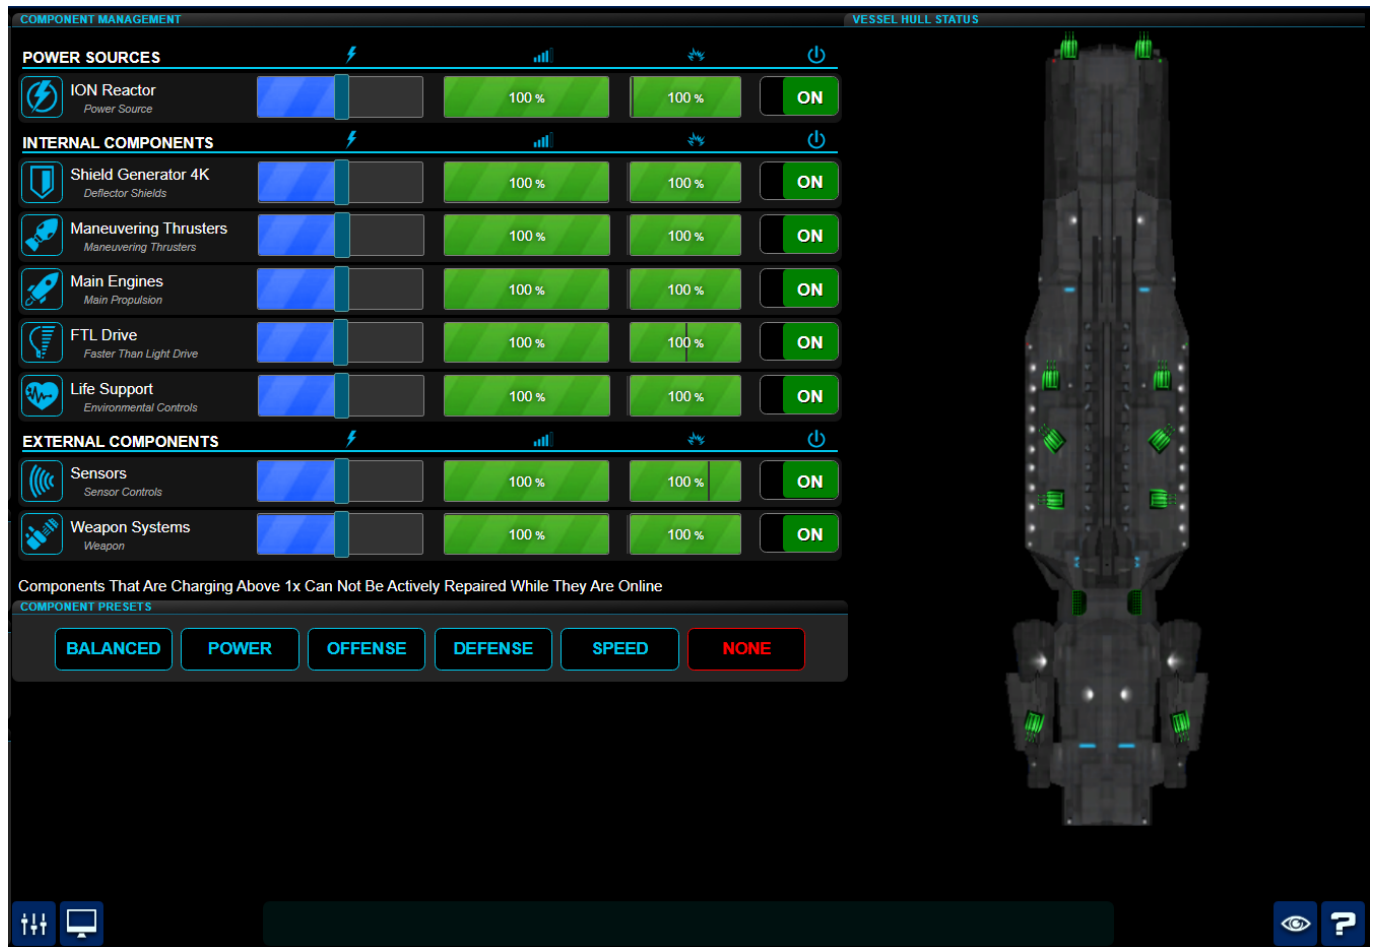 COMPONENT MANAGEMENT
VESSEL HULL STATUS
POWER SOURCES
ION Reactor
Power Source
100 %
100 %
ON
INTERNAL COMPONENTS
Shield Generator 4K
Deflector Shields
100 %
100 %
ON
Maneuvering Thrusters
Maneuvering Thrusters
100 %
100 %
ON
Main Engines
Main Propulsion
100 %
100 %
ON
FTL Drive
Faster Than Light Drive
100 %
100 %
ON
Life Support
Environmental Controls
100 %
100 %
ON
EXTERNAL COMPONENTS
Sensors
Sensor Controls
100 %
100 %
ON
Weapon Systems
Weapon
100 %
100 %
ON
Components That Are Charging Above 1x Can Not Be Actively Repaired While They Are Online
COMPONENT PRESETS
BALANCED
POWER
OFFENSE
DEFENSE
SPEED
NONE
?